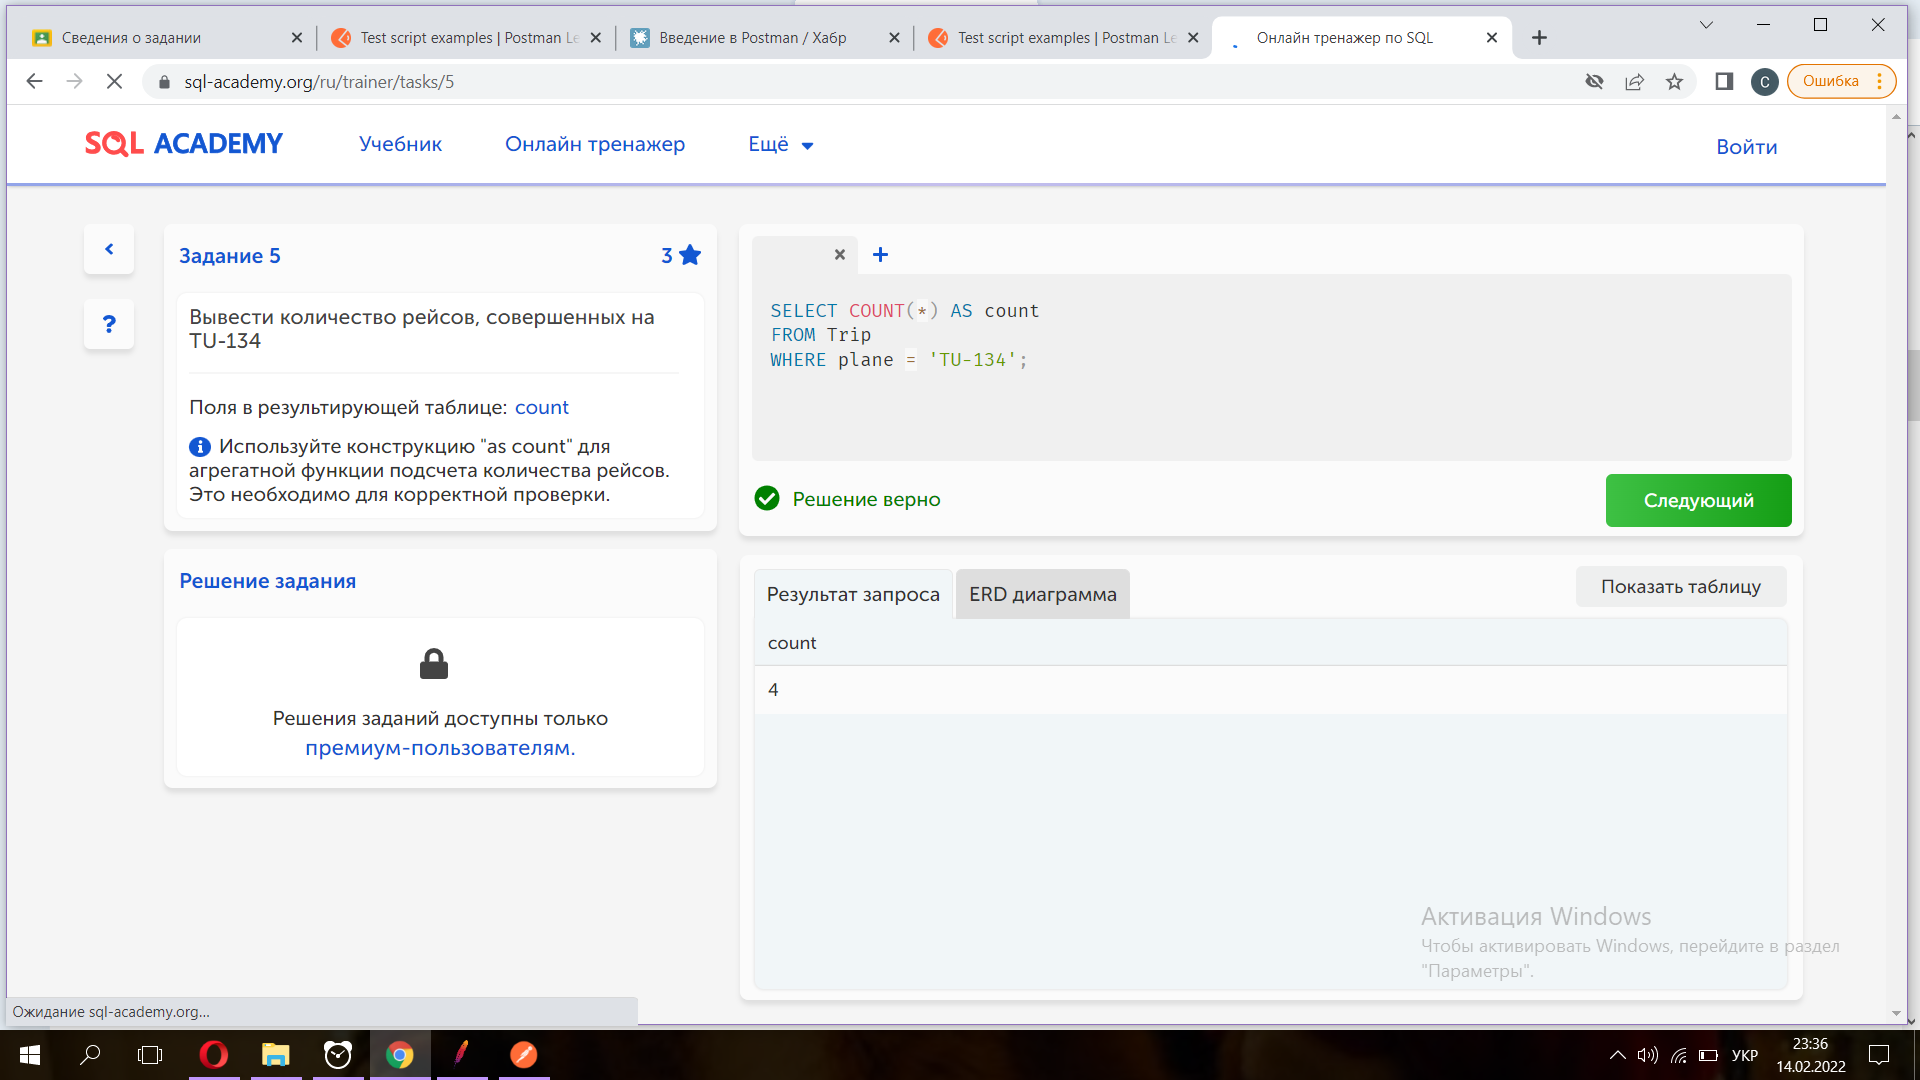 Сведения о задании
Test script examples | Postman Le
Введение в Postman / Хабр
Test script examples | Postman Le
Онлайн тренажер по SQL
sql-academy.org/ru/trainer/tasks/5
C
Ошибка
SQL ACADEMY
Учебник
Онлайн тренажер
Ещё
Войти
Задание 5
3
?
Вывести количество рейсов, совершенных на
TU-134
Поля в результирующей таблице: count
Используйте конструкцию "as count" для
агрегатной функции подсчета количества рейсов.
Это необходимо для корректной проверки.
Решение задания
Решения заданий доступны только
премиум-пользователям.
SELECT COUNT(*) AS count
FROM Trip
WHERE plane = 'TU-134';
Решение верно
Следующий
Результат запроса
ERD диаграмма
Показать таблицу
count
4
Активация Windows
Чтобы активировать Windows, перейдите в раздел
"Параметры".
Ожидание sql-academy.org...
УКР
23:36
14.02.2022